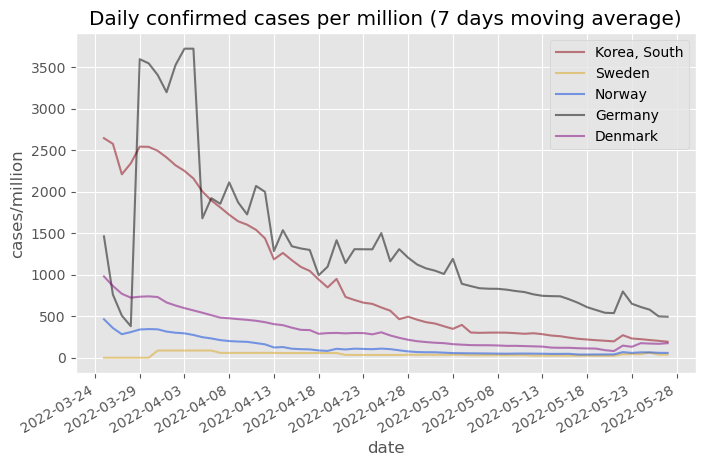 Daily confirmed cases per million (7 days moving average)
Korea, South
Sweden
Norway
Germany
Denmark
cases/million
3500
3000
2500
2000
1500
1000
500
0
2022-03-24
2022-03-29
2022-04-03
2022-04-08
2022-04-13
2022-04-18
2022-04-23
2022-04-28
2022-05-03
2022-05-08
2022-05-13
2022-05-18
2022-05-23
2022-05-28
date